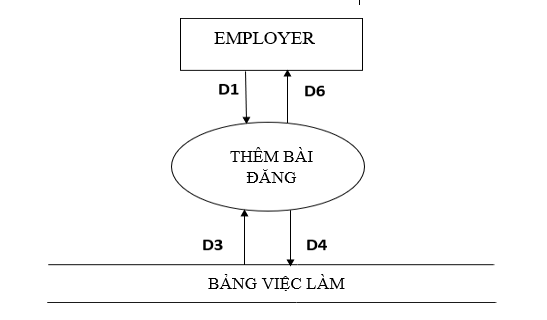 EMPLOYER
D1
D6
THÊM BÀI
ĐĂNG
D3
D4
BẢNG VIỆC LÀM